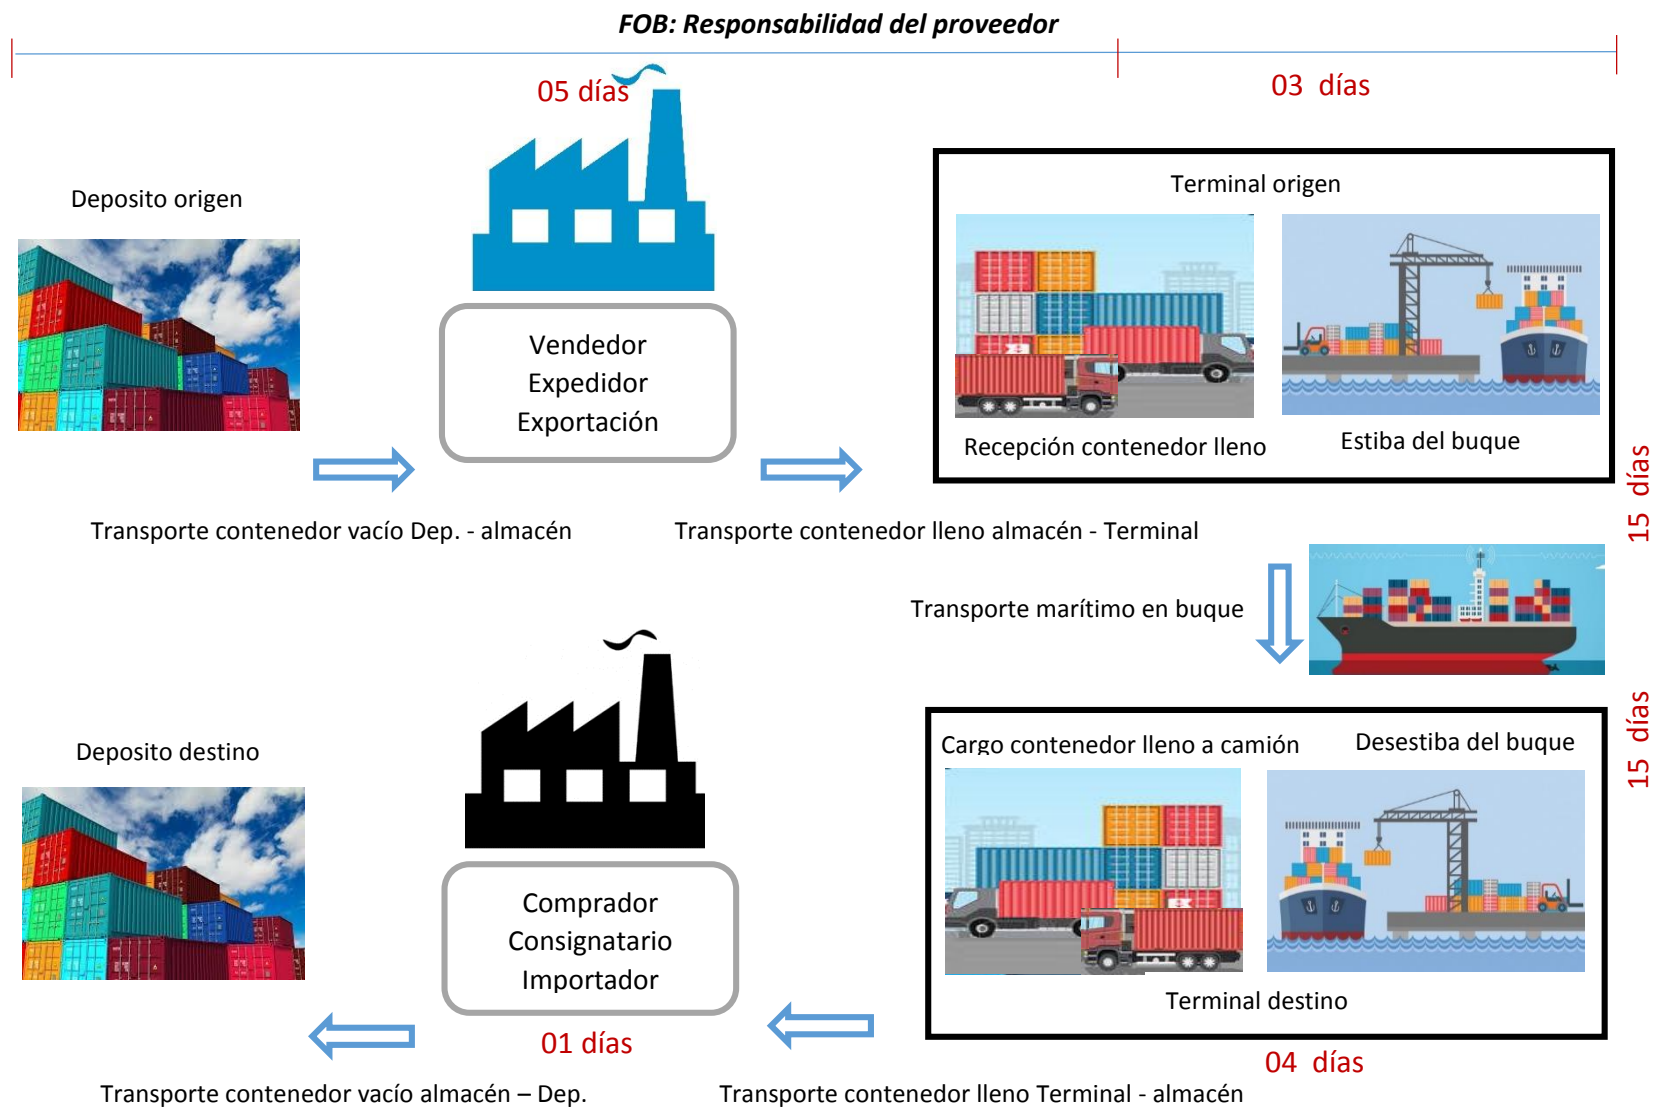 FOB: Responsabilidad del proveedor
05 días
03 días
Deposito origen
Terminal origen
Vendedor
Expedidor
Exportación
Recepción contenedor lleno
Estiba del buque
15 días
Transporte contenedor vacío Dep. - almacén
Transporte contenedor lleno almacén - Terminal
Transporte marítimo en buque
15 días
Deposito destino
Cargo contenedor lleno a camión
Desestiba del buque
Comprador
Consignatario
Importador
Terminal destino
01 días
04 días
Transporte contenedor vacío almacén – Dep.
Transporte contenedor lleno Terminal - almacén